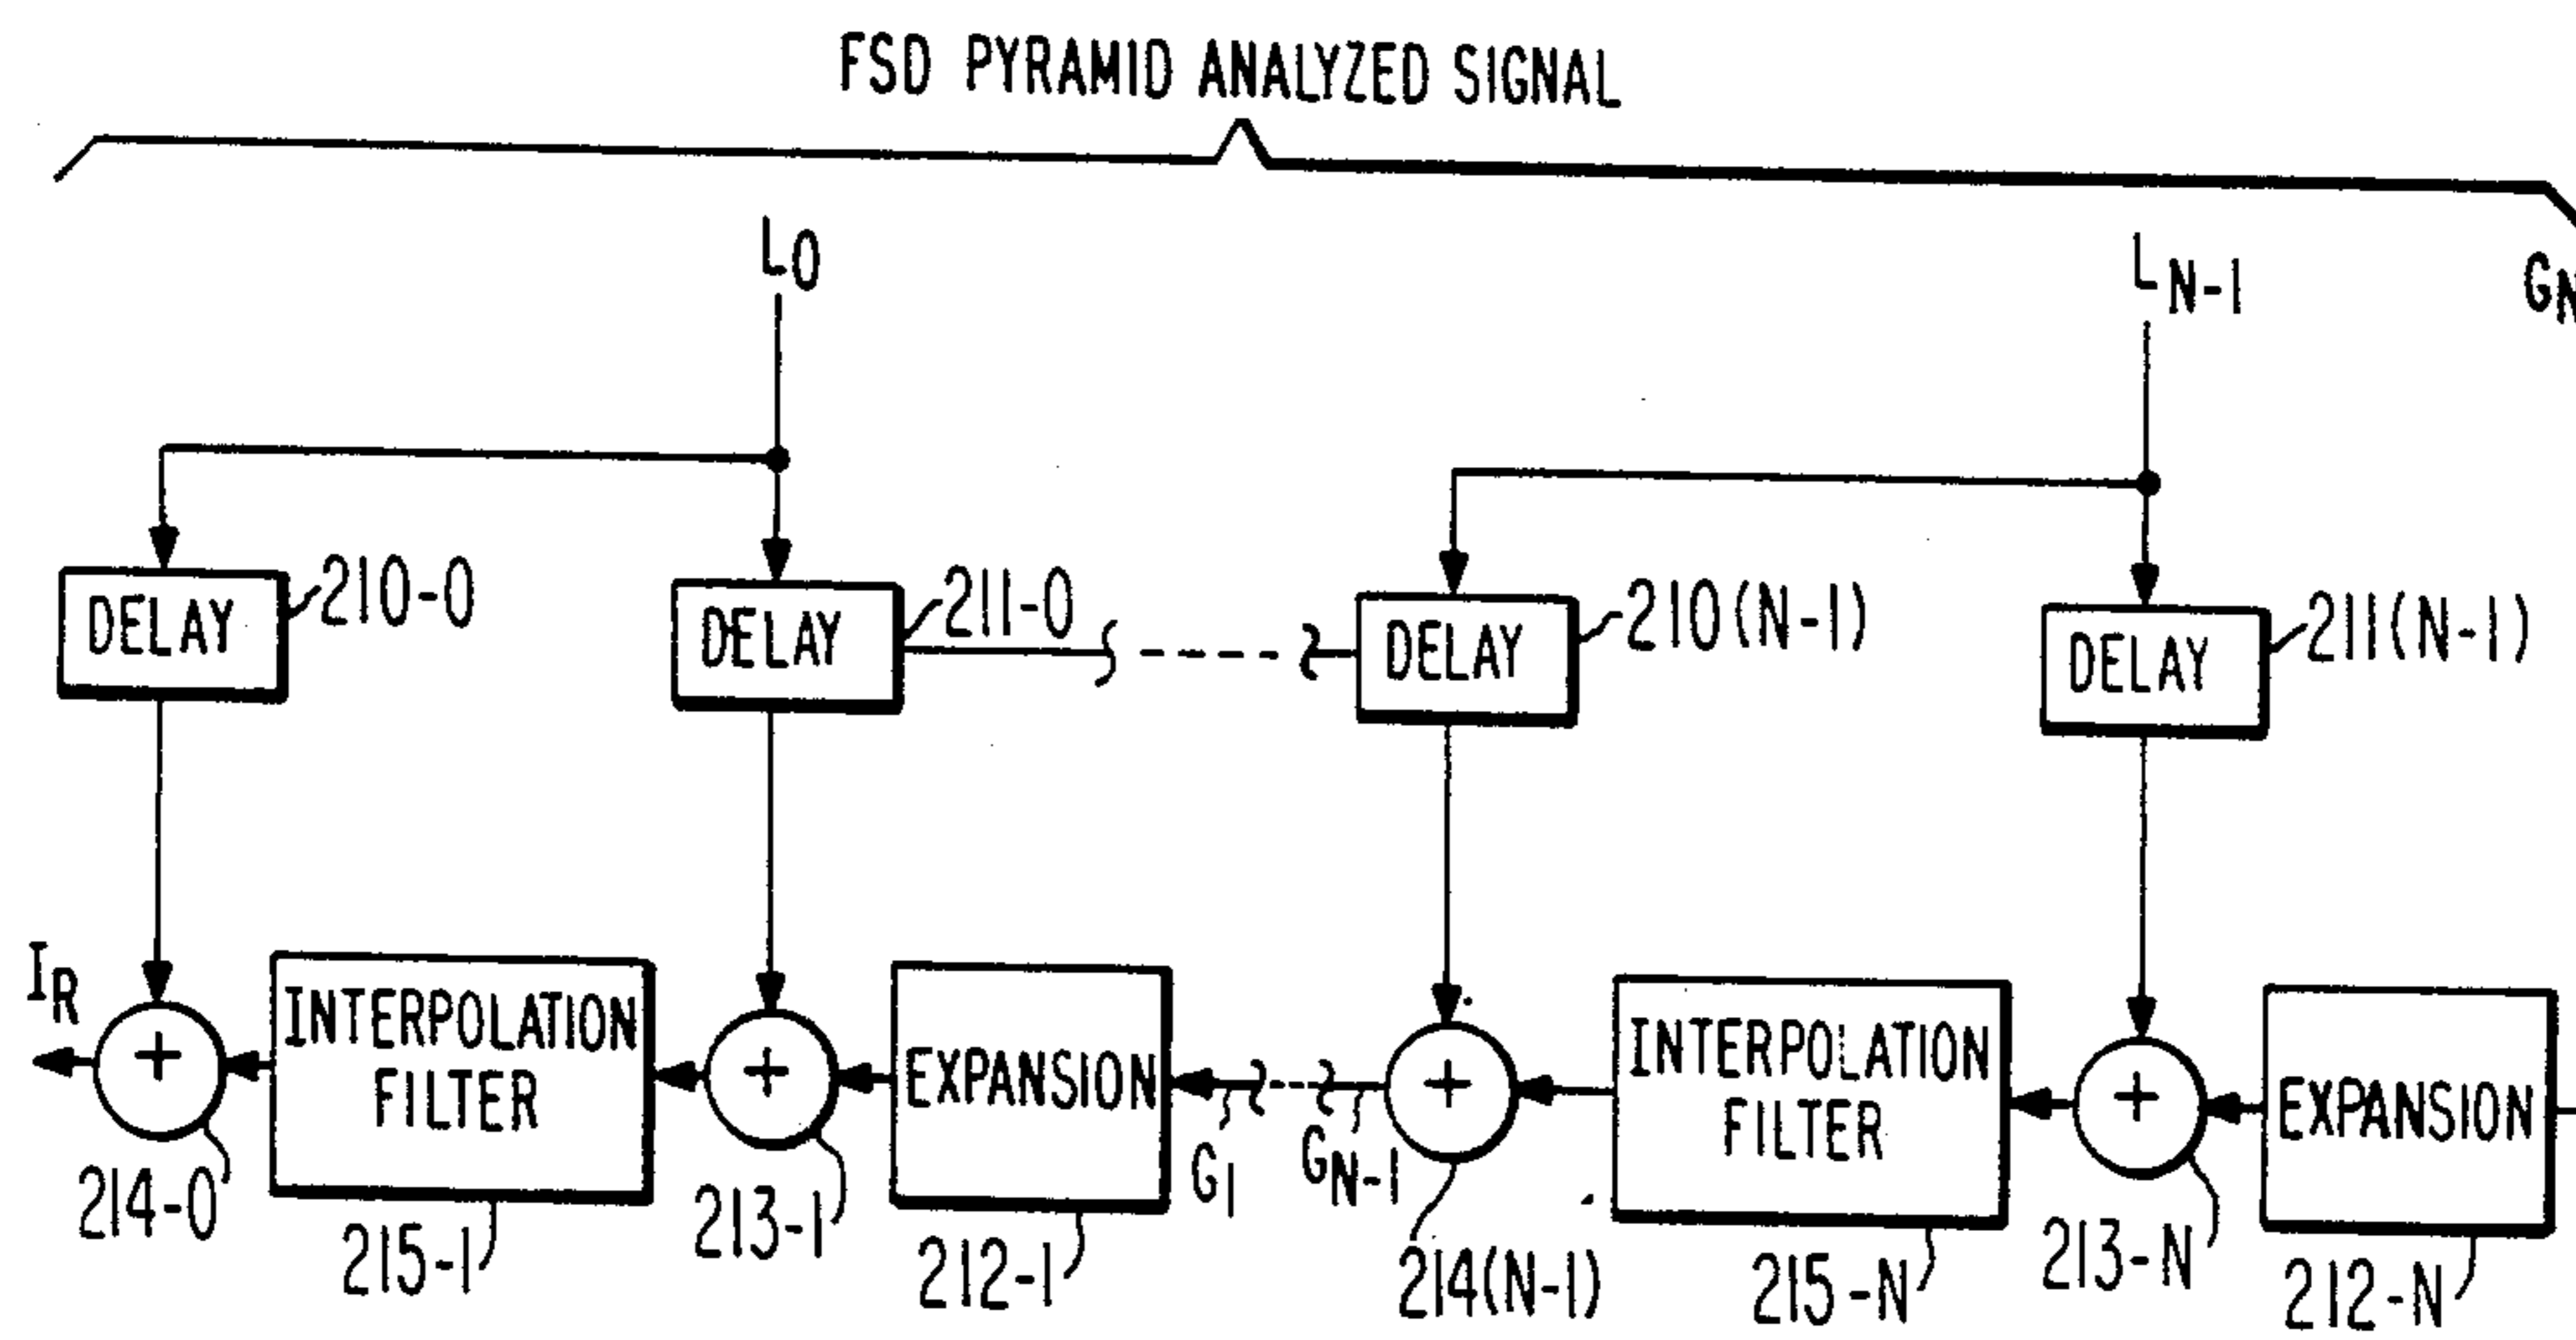 FSD PYRAMID ANALYZED SIGNAL
L0
LN-1
GN
DELAY
210-0
DELAY
211-0
DELAY
210(N-1)
DELAY
211(N-1)
IR
+
INTERPOLATION
FILTER
+
EXPANSION
+
INTERPOLATION
FILTER
+
EXPANSION
G1
GN-1
214-0
215-1
213-1
212-1
214(N-1)
215-N
213-N
212-N